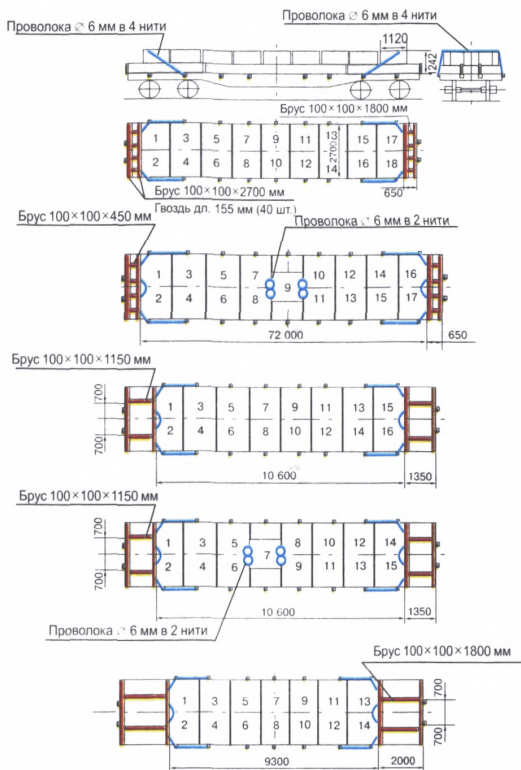 Проволока ∅ 6 мм в 4 нити
Проволока ∅ 6 мм в 4 нити
1120
1242
Брус 100×100×1800 мм
1 3 5 7 9 11 13 15 17
2700
2 4 6 8 10 12 14 16 18
650
Брус 100×100×2700 мм
Гвоздь дл. 155 мм (40 шт.)
Брус 100×100×450 мм
Проволока ∅ 6 мм в 2 нити
1 3 5 7 10 12 14 16
9
2 4 6 8 11 13 15 17
72 000
650
Брус 100×100×1150 мм
700
1 3 5 7 9 11 13 15
2 4 6 8 10 12 14 16
700
10 600
1350
Брус 100×100×1150 мм
700
1 3 5 8 10 12 14
7
2 4 6 9 11 13 15
700
10 600
1350
Проволока ∅ 6 мм в 2 нити
Брус 100×100×1800 мм
700
1 3 5 7 9 11 13
2 4 6 8 10 12 14
700
9300
2000